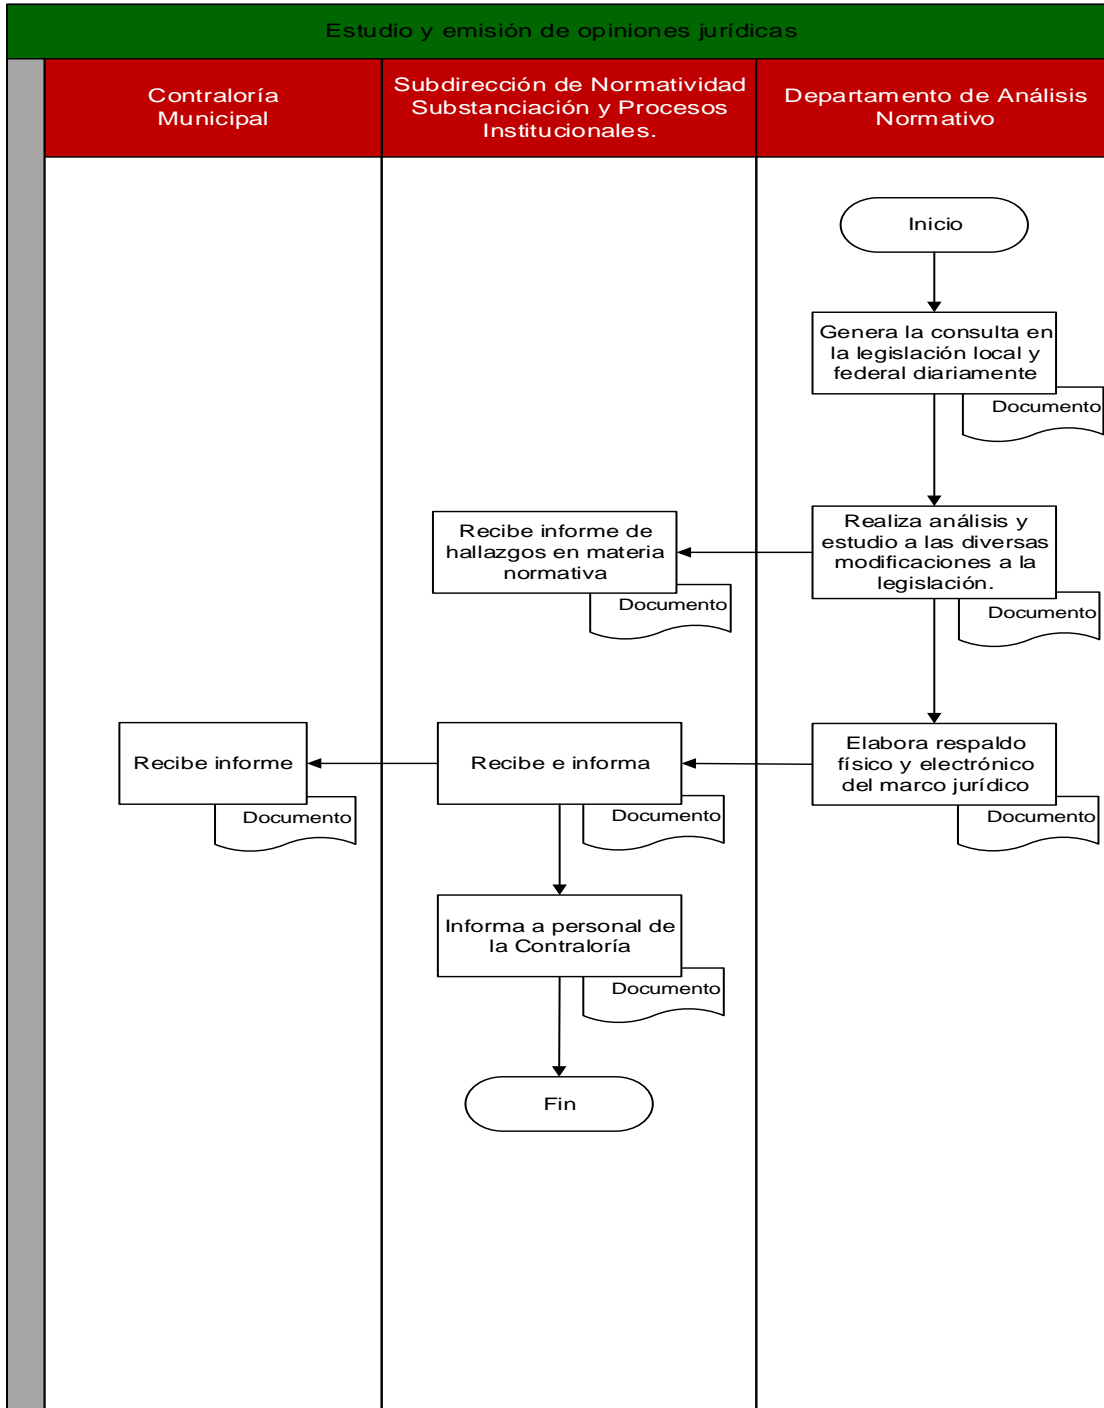 Estudio y emisión de opiniones jurídicas
Contraloría
Municipal
Subdirección de Normatividad
Substanciación y Procesos
Institucionales.
Departamento de Análisis
Normativo
Inicio
Genera la consulta en
la legislación local y
federal diariamente
Documento
Recibe informe de
hallazgos en materia
normativa
Documento
Realiza análisis y
estudio a las diversas
modificaciones a la
legislación.
Documento
Recibe informe
Documento
Recibe e informa
Documento
Elabora respaldo
físico y electrónico
del marco jurídico
Documento
Informa a personal de
la Contraloría
Documento
Fin